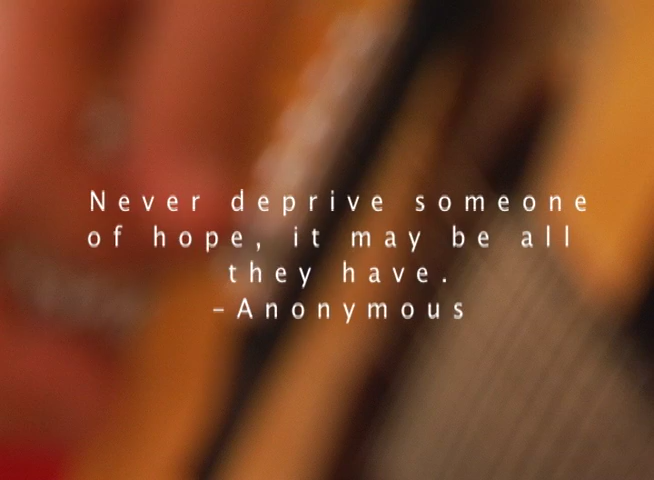 Never deprive someone
of hope, it may be all
they have.
-Anonymous